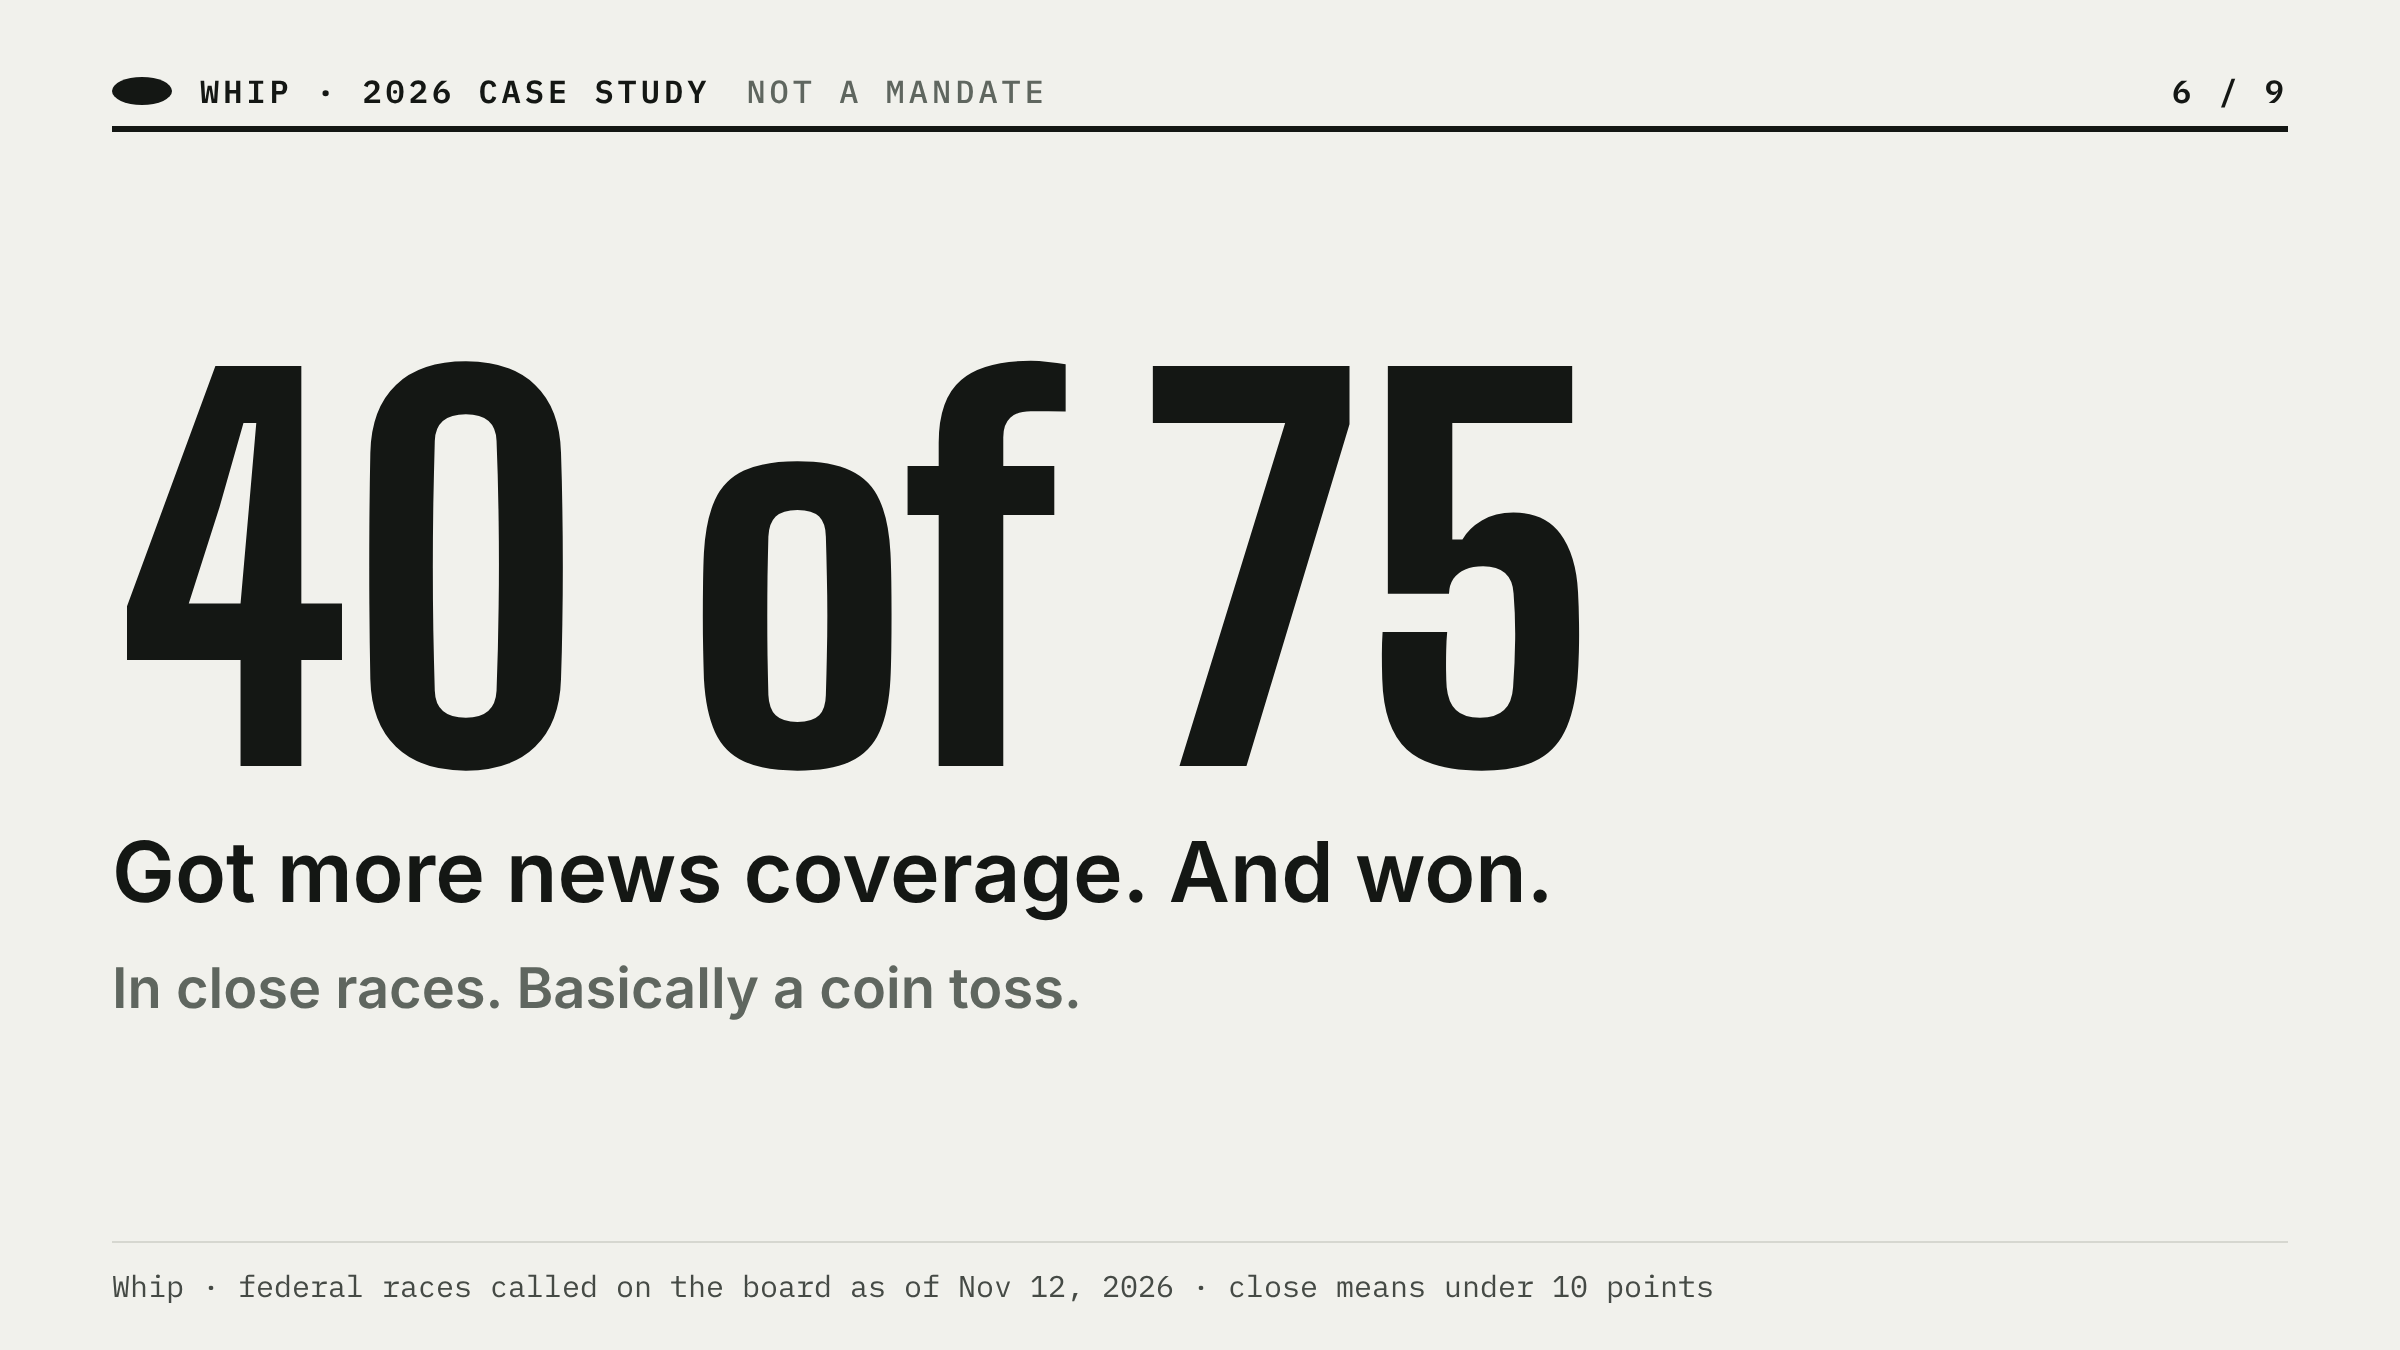 WHIP · 2026 CASE STUDY NOT A MANDATE 6 / 9
40 of 75
Got more news coverage. And won.
In close races. Basically a coin toss.
Whip · federal races called on the board as of Nov 12, 2026 · close means under 10 points